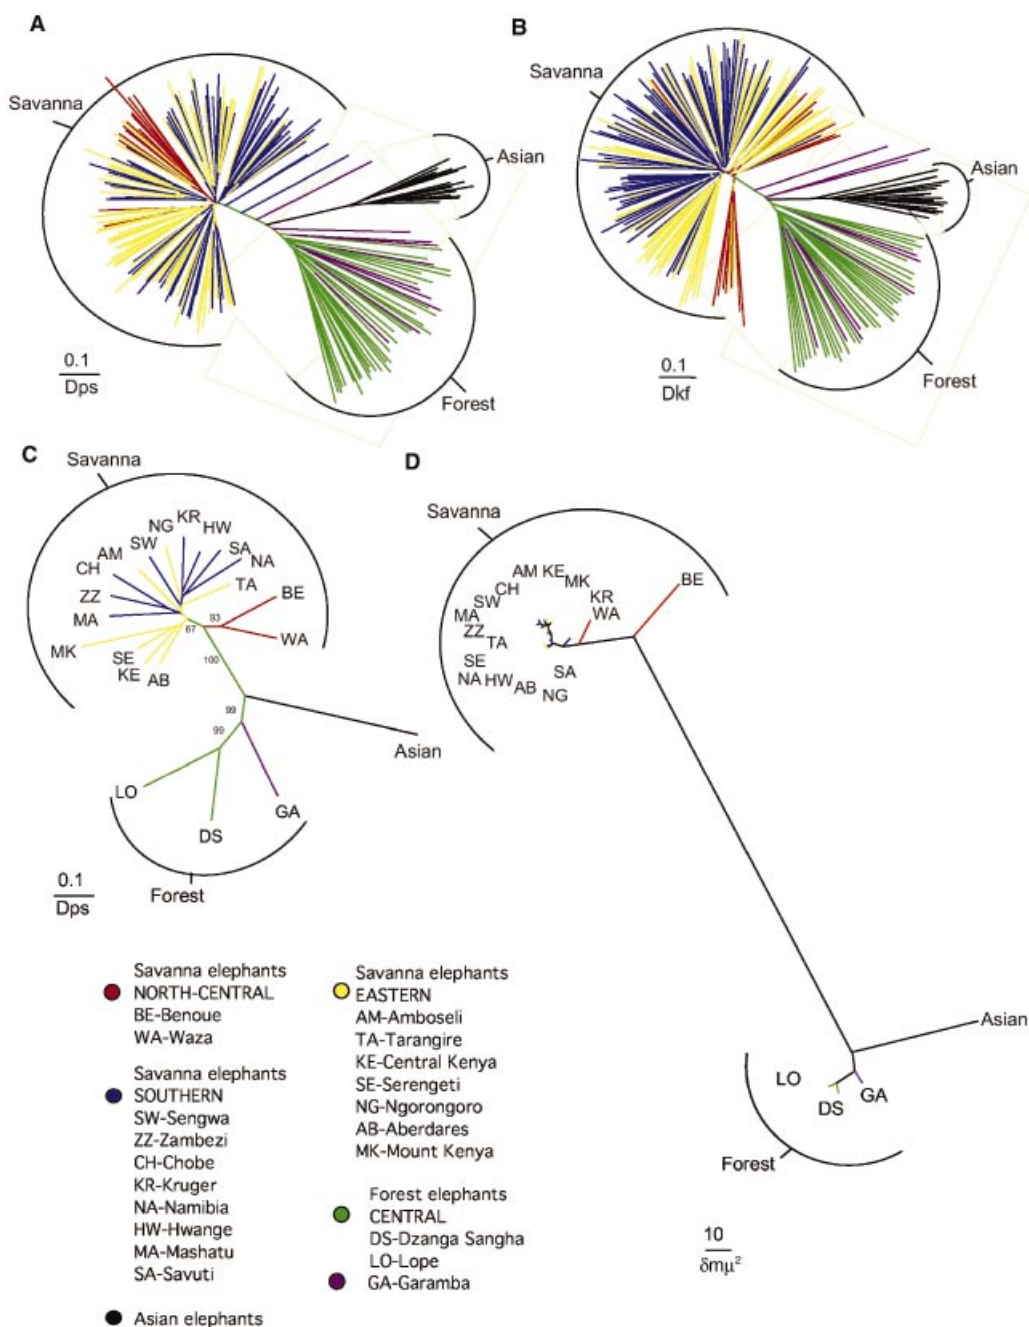 A
Savanna
Asian
0.1
Dps
Forest
B
Savanna
Asian
0.1
Dkf
Forest
C
Savanna
NG
KR
HW
SW
AM
SA
NA
CH
TA
ZZ
BE
MA
93
67
WA
MK
SE
KE
AB
100
99
99
Asian
LO
GA
DS
0.1
Dps
Forest
D
Savanna
AM KE
MK
BE
CH
KR
SW
WA
MA
ZZ
TA
SE
SA
NA HW AB NG
Asian
LO
DS
GA
Forest
10
δmμ²
Savanna elephants
NORTH-CENTRAL
BE-Benoue
WA-Waza
Savanna elephants
SOUTHERN
SW-Sengwa
ZZ-Zambezi
CH-Chobe
KR-Kruger
NA-Namibia
HW-Hwange
MA-Mashatu
SA-Savuti
Asian elephants
Savanna elephants
EASTERN
AM-Amboseli
TA-Tarangire
KE-Central Kenya
SE-Serengeti
NG-Ngorongoro
AB-Aberdares
MK-Mount Kenya
Forest elephants
CENTRAL
DS-Dzanga Sangha
LO-Lope
GA-Garamba